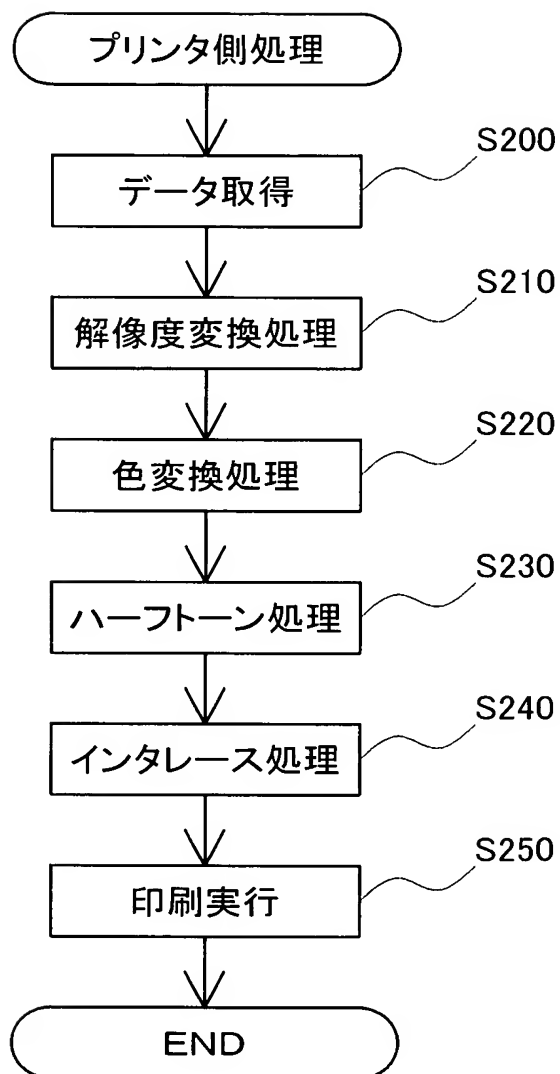 プリンタ側処理
S200
データ取得
S210
解像度変換処理
S220
色変換処理
S230
ハーフトーン処理
S240
インタレース処理
S250
印刷実行
END